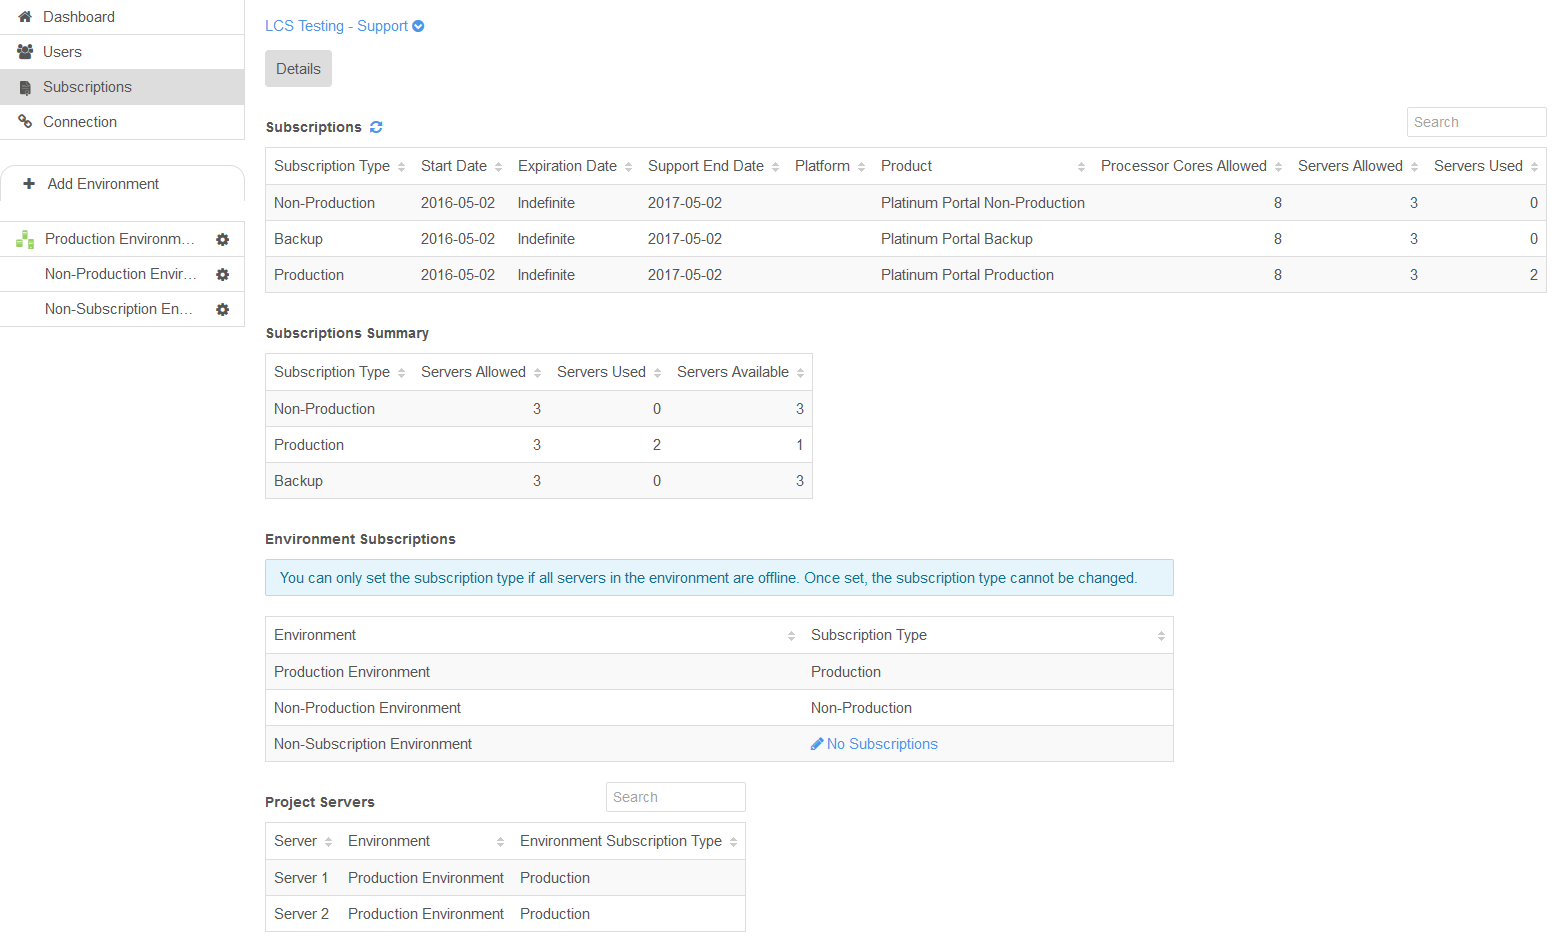 Dashboard
Users
Subscriptions
Connection
Add Environment
Production Environm...
Non-Production Envir...
Non-Subscription En...
LCS Testing - Support
Details
Subscriptions
Search
Subscription Type Start Date Expiration Date Support End Date Platform Product Processor Cores Allowed Servers Allowed Servers Used
Non-Production 2016-05-02 Indefinite 2017-05-02 Platinum Portal Non-Production 8 3 0
Backup 2016-05-02 Indefinite 2017-05-02 Platinum Portal Backup 8 3 0
Production 2016-05-02 Indefinite 2017-05-02 Platinum Portal Production 8 3 2
Subscriptions Summary
Subscription Type Servers Allowed Servers Used Servers Available
Non-Production 3 0 3
Production 3 2 1
Backup 3 0 3
Environment Subscriptions
You can only set the subscription type if all servers in the environment are offline. Once set, the subscription type cannot be changed.
Environment Subscription Type
Production Environment Production
Non-Production Environment Non-Production
Non-Subscription Environment No Subscriptions
Project Servers
Search
Server Environment Environment Subscription Type
Server 1 Production Environment Production
Server 2 Production Environment Production